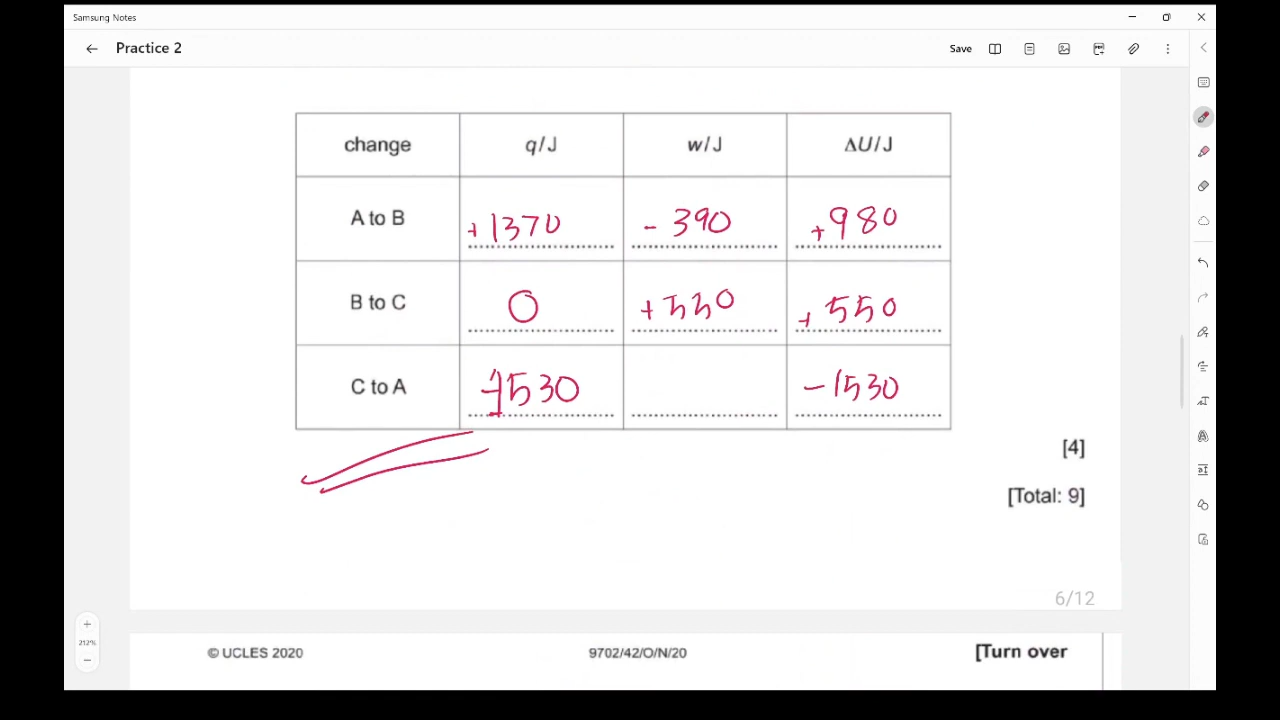 Samsung Notes
Practice 2
Save
change q/J w/J ΔU/J
A to B +1370 -390 +980
B to C 0 +550 +550
C to A -1530 -1530
[4]
[Total: 9]
6/12
212%
© UCLES 2020 9702/42/O/N/20 [Turn over